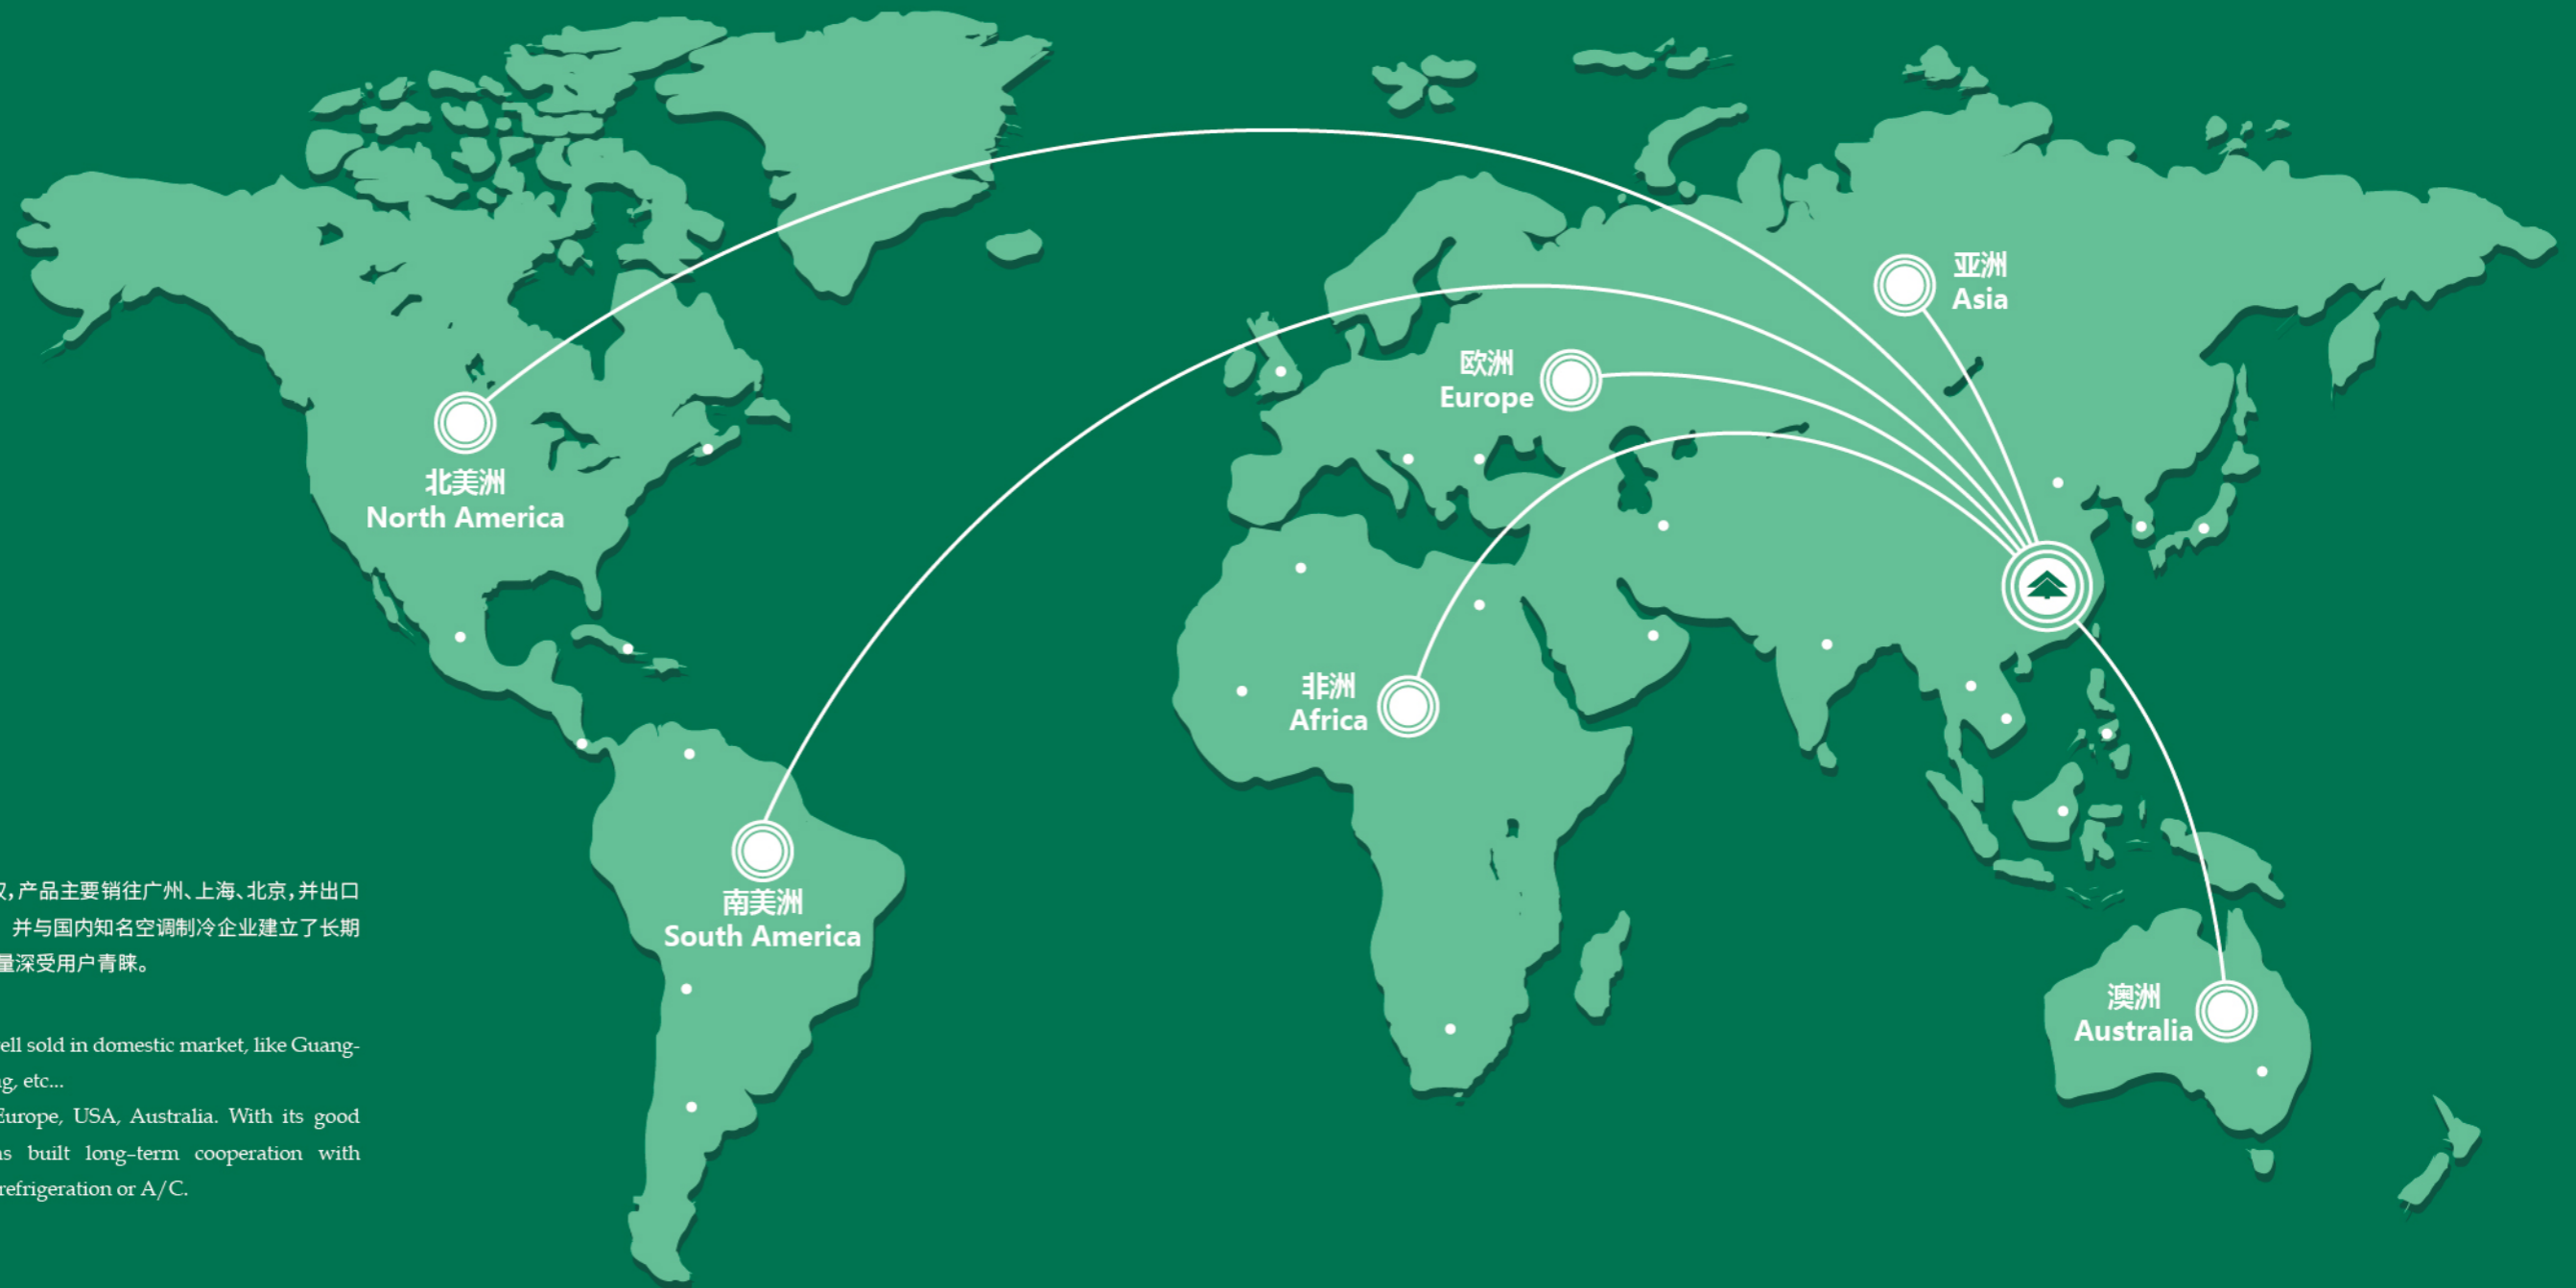 亚洲
Asia
欧洲
Europe
北美洲
North America
非洲
Africa
南美洲
South America
澳洲
Australia
,产品主要销往广州、上海、北京,并出口
并与国内知名空调制冷企业建立了长期
量深受用户青睐。
ell sold in domestic market, like Guang-
g, etc...
Europe, USA, Australia. With its good
s built long-term cooperation with
refrigeration or A/C.